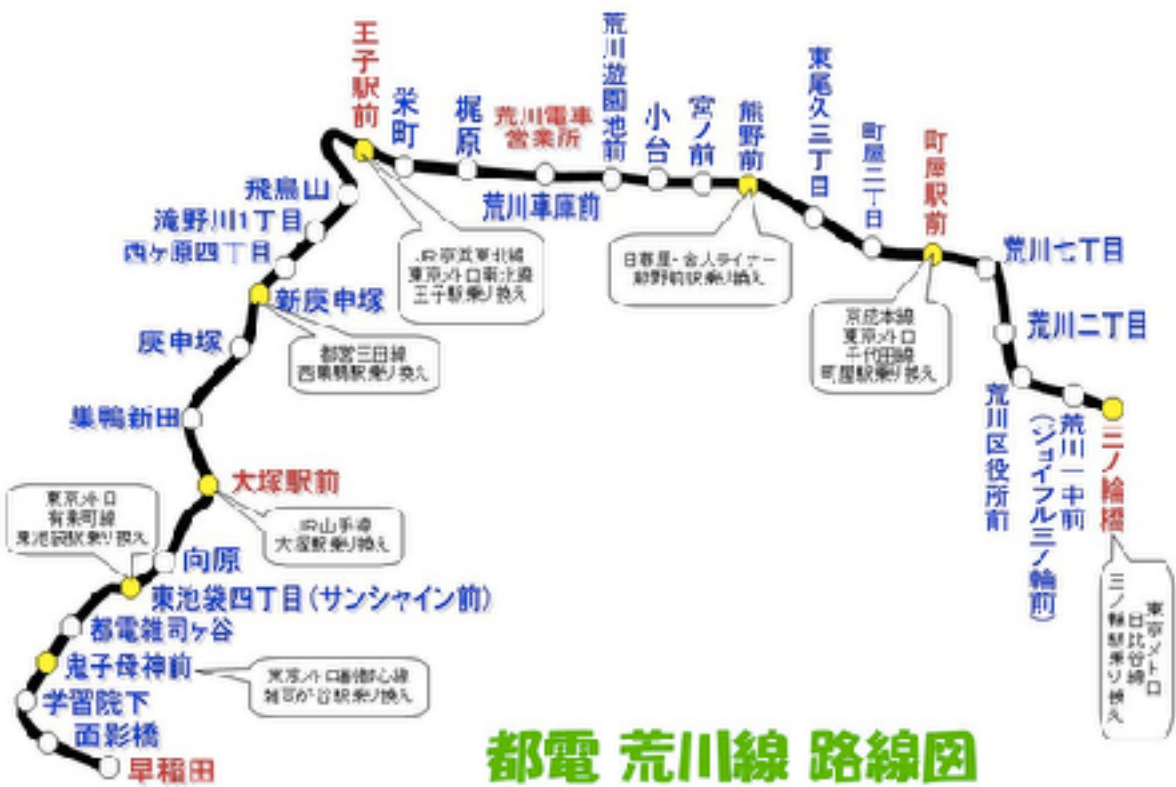 王子駅前
栄町
梶原
荒川電車
営業所
荒川車庫前
荒川遊園地前
小台
宮ノ前
熊野前
東尾久三丁目
町屋二丁目
町屋駅前
荒川七丁目
荒川二丁目
荒川区役所前
荒川一中前
(ジョイフル三ノ輪前)
三ノ輪橋
飛鳥山
滝野川1丁目
西ヶ原四丁目
新庚申塚
庚申塚
巣鴨新田
大塚駅前
向原
東池袋四丁目(サンシャイン前)
都電雑司ヶ谷
鬼子母神前
学習院下
面影橋
早稲田
JR京浜東北線
東京メトロ南北線
王子駅乗り換え
日暮里・舎人ライナー
熊野前駅乗り換え
京成本線
東京メトロ
千代田線
町屋駅乗り換え
都営三田線
西巣鴨駅乗り換え
東京メトロ
有楽町線
東池袋駅乗り換え
JR山手線
大塚駅乗り換え
東京メトロ副都心線
雑司が谷駅乗り換え
東京メトロ
日比谷線
三ノ輪駅乗り換え
都電 荒川線 路線図